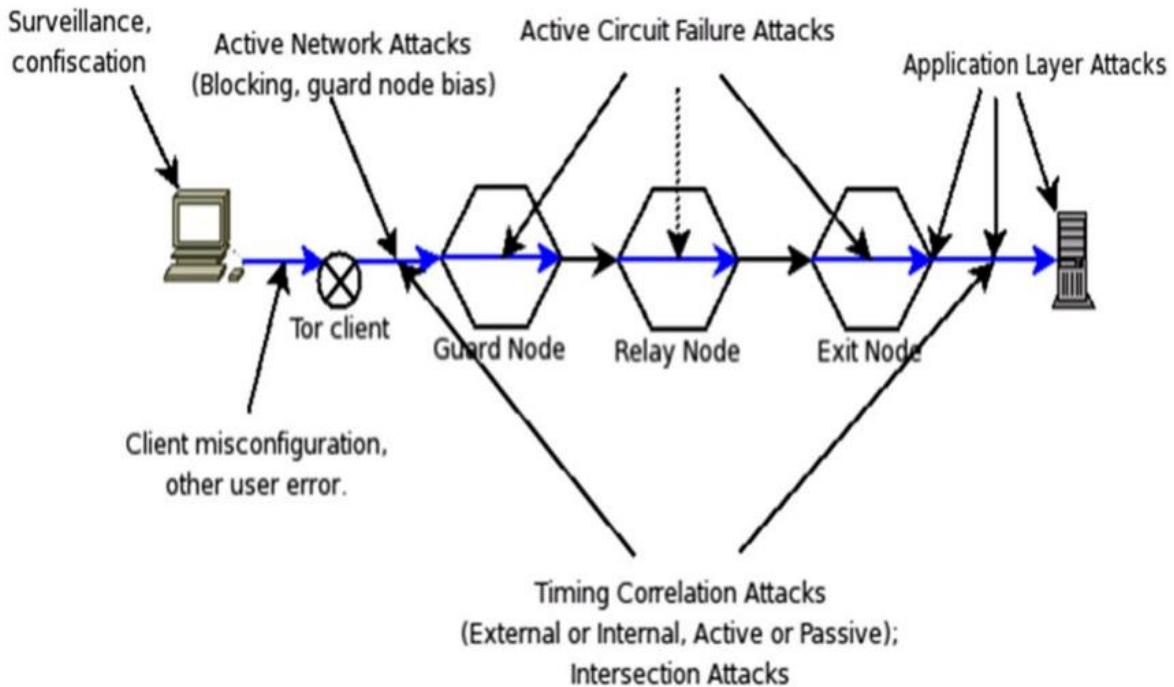 Surveillance,
confiscation
Active Network Attacks
(Blocking, guard node bias)
Active Circuit Failure Attacks
Application Layer Attacks
Tor client
Guard Node
Relay Node
Exit Node
Client misconfiguration,
other user error.
Timing Correlation Attacks
(External or Internal, Active or Passive);
Intersection Attacks